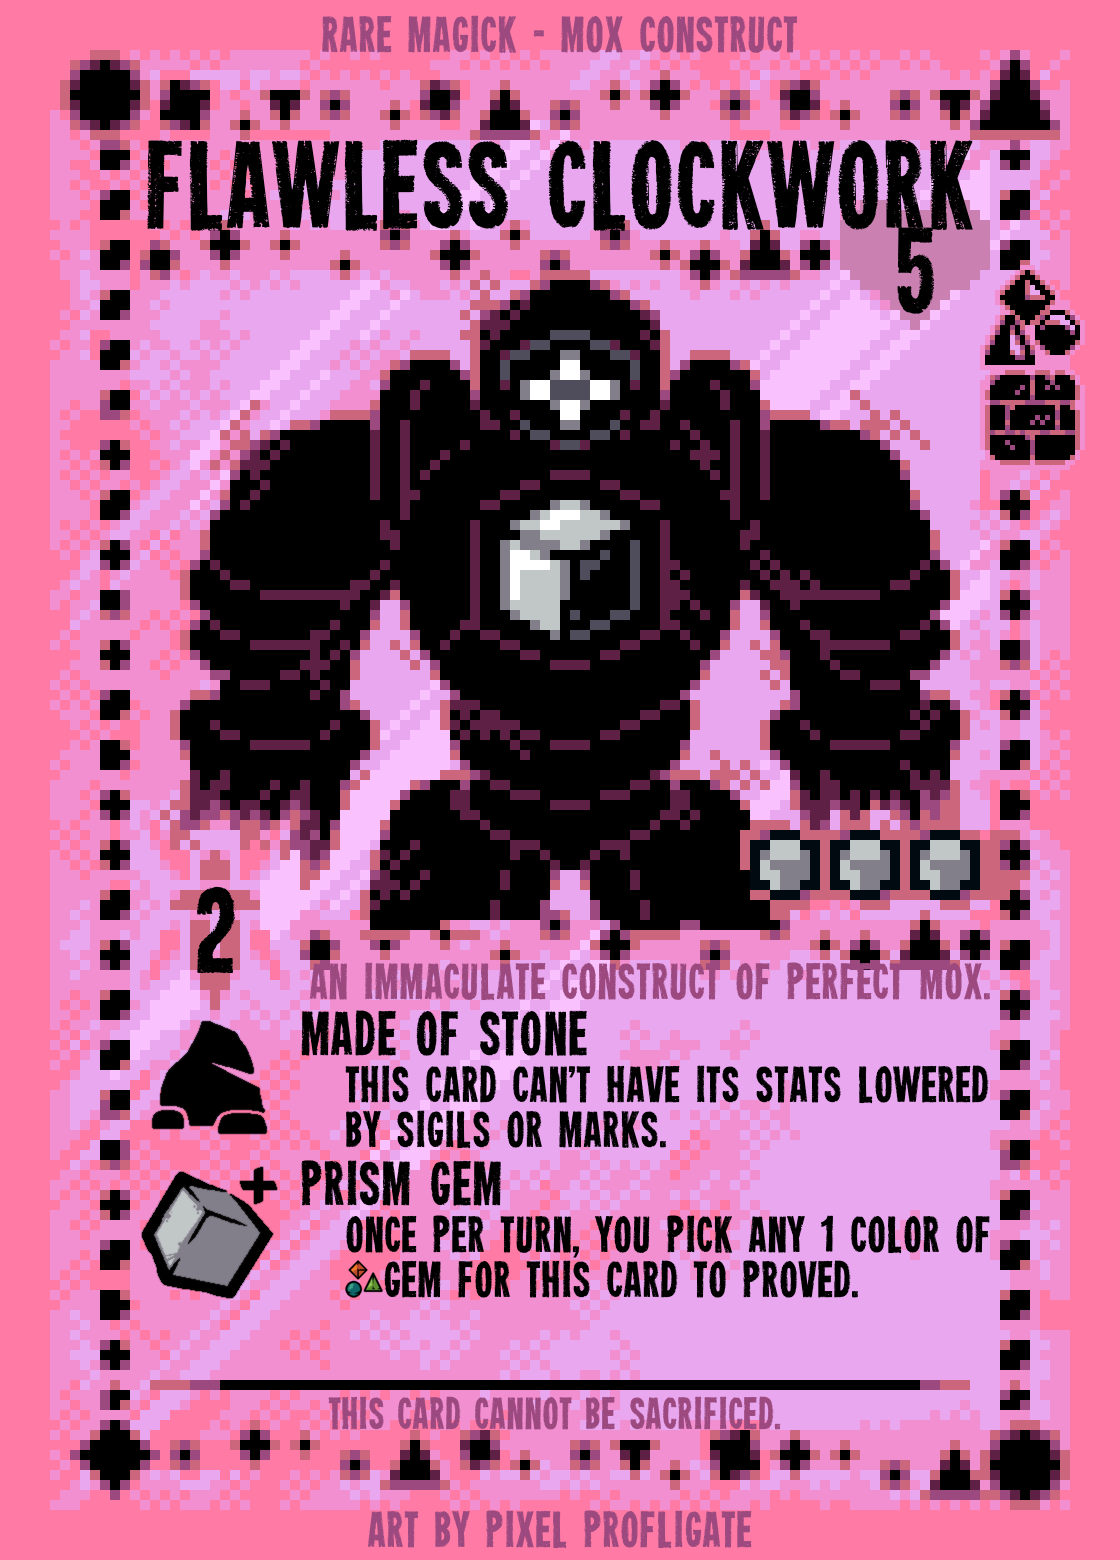 RARE MAGICK - MOX CONSTRUCT
FLAWLESS CLOCKWORK
5
2
AN IMMACULATE CONSTRUCT OF PERFECT MOX.
MADE OF STONE
THIS CARD CAN'T HAVE ITS STATS LOWERED
BY SIGILS OR MARKS.
PRISM GEM
ONCE PER TURN, YOU PICK ANY 1 COLOR OF
GEM FOR THIS CARD TO PROVED.
THIS CARD CANNOT BE SACRIFICED.
ART BY PIXEL PROFLIGATE